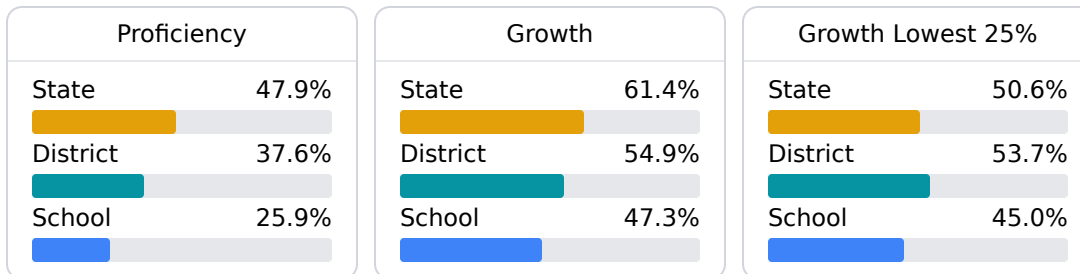 Proficiency
State 47.9%
District 37.6%
School 25.9%
Growth
State 61.4%
District 54.9%
School 47.3%
Growth Lowest 25%
State 50.6%
District 53.7%
School 45.0%